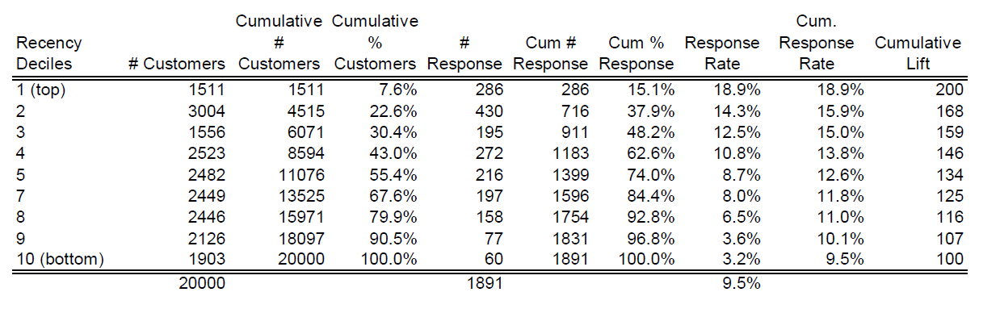 Cumulative Cumulative Cum.
Recency # % # Cum # Cum % Response Response Cumulative
Deciles # Customers Customers Customers Response Response Response Rate Rate Lift
1 (top) 1511 1511 7.6% 286 286 15.1% 18.9% 18.9% 200
2 3004 4515 22.6% 430 716 37.9% 14.3% 15.9% 168
3 1556 6071 30.4% 195 911 48.2% 12.5% 15.0% 159
4 2523 8594 43.0% 272 1183 62.6% 10.8% 13.8% 146
5 2482 11076 55.4% 216 1399 74.0% 8.7% 12.6% 134
7 2449 13525 67.6% 197 1596 84.4% 8.0% 11.8% 125
8 2446 15971 79.9% 158 1754 92.8% 6.5% 11.0% 116
9 2126 18097 90.5% 77 1831 96.8% 3.6% 10.1% 107
10 (bottom) 1903 20000 100.0% 60 1891 100.0% 3.2% 9.5% 100
20000 1891 9.5%